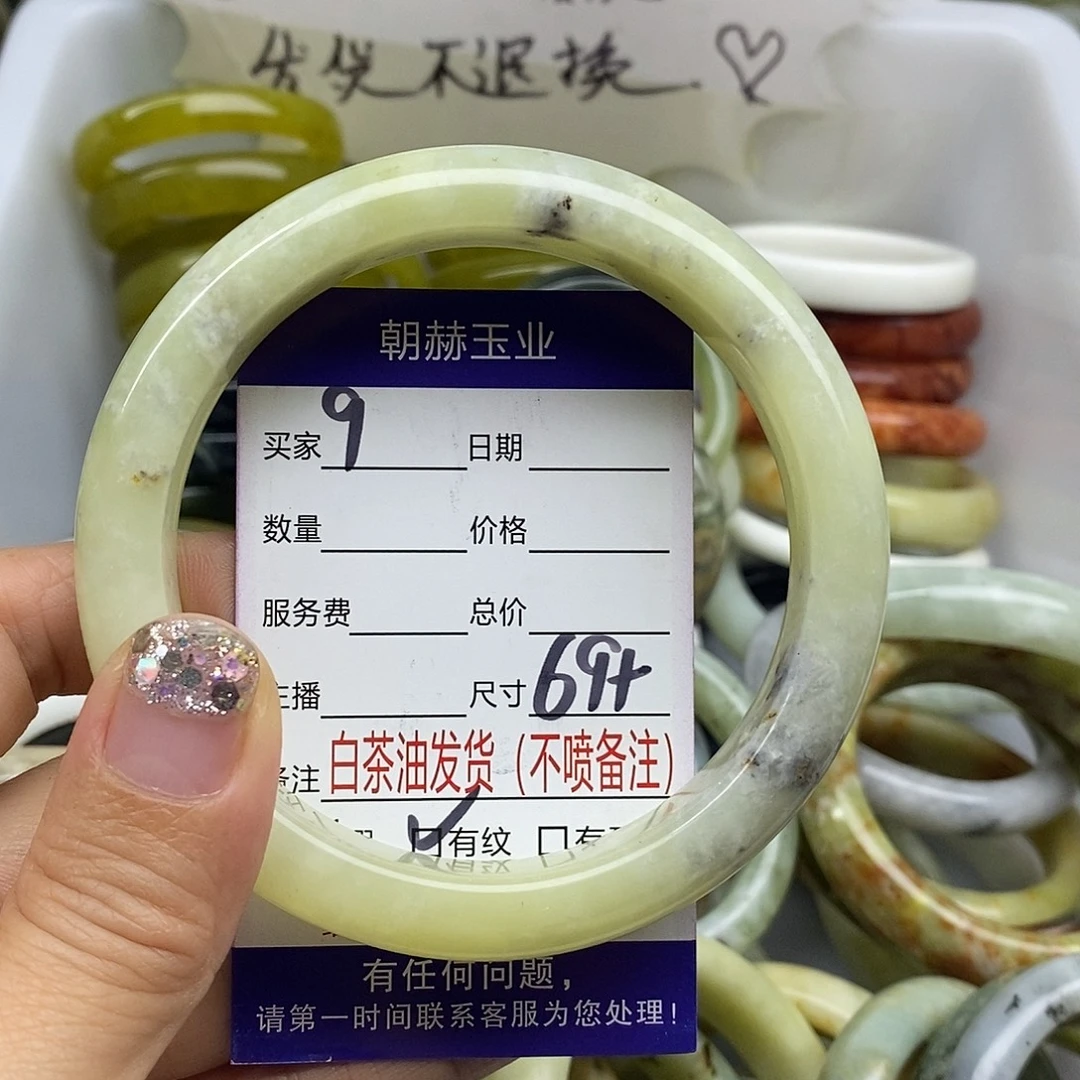 发货不退换.
朝赫玉业
买家 9 日期
数量 价格
服务费 总价
主播 尺寸 69+
备注 白茶油发货(不喷备注)
有纹 有
有任何问题,
请第一时间联系客服为您处理!